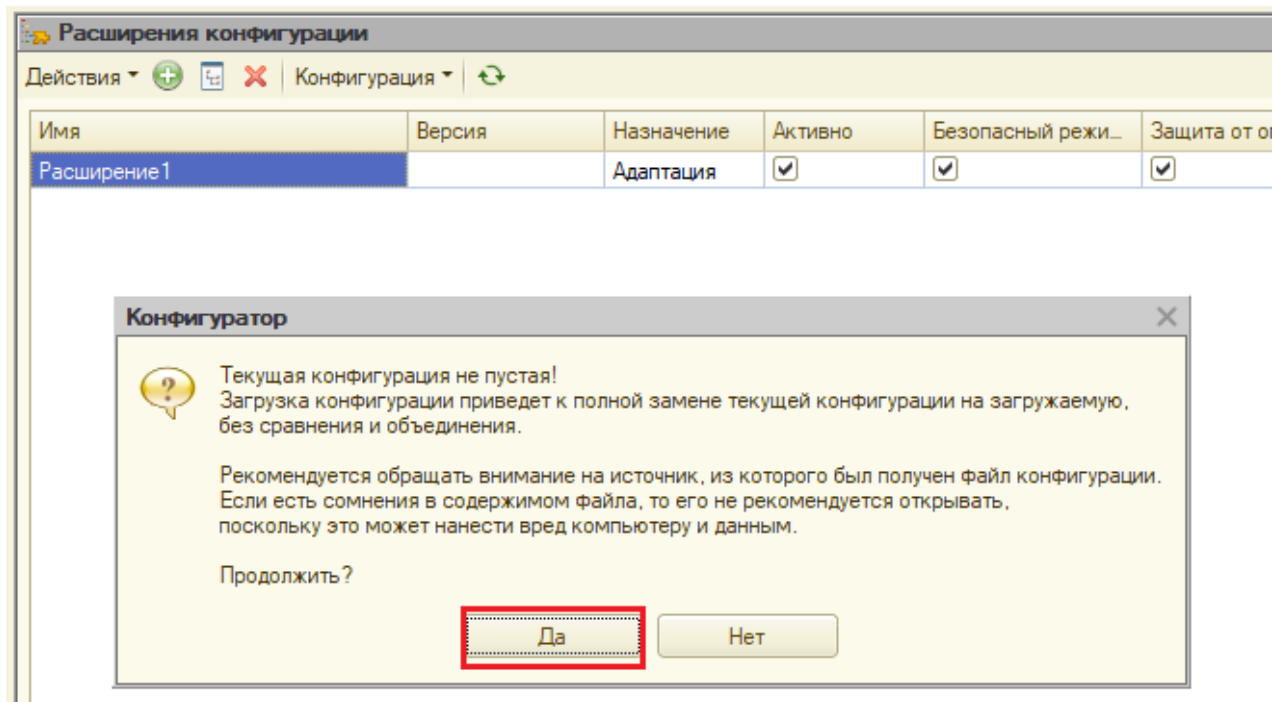 Расширения конфигурации
Действия Конфигурация
Имя Версия Назначение Активно Безопасный режи... Защита от оп
Расширение1 Адаптация
Конфигуратор
Текущая конфигурация не пустая!
Загрузка конфигурации приведет к полной замене текущей конфигурации на загружаемую,
без сравнения и объединения.
Рекомендуется обращать внимание на источник, из которого был получен файл конфигурации.
Если есть сомнения в содержимом файла, то его не рекомендуется открывать,
поскольку это может нанести вред компьютеру и данным.
Продолжить?
Да Нет